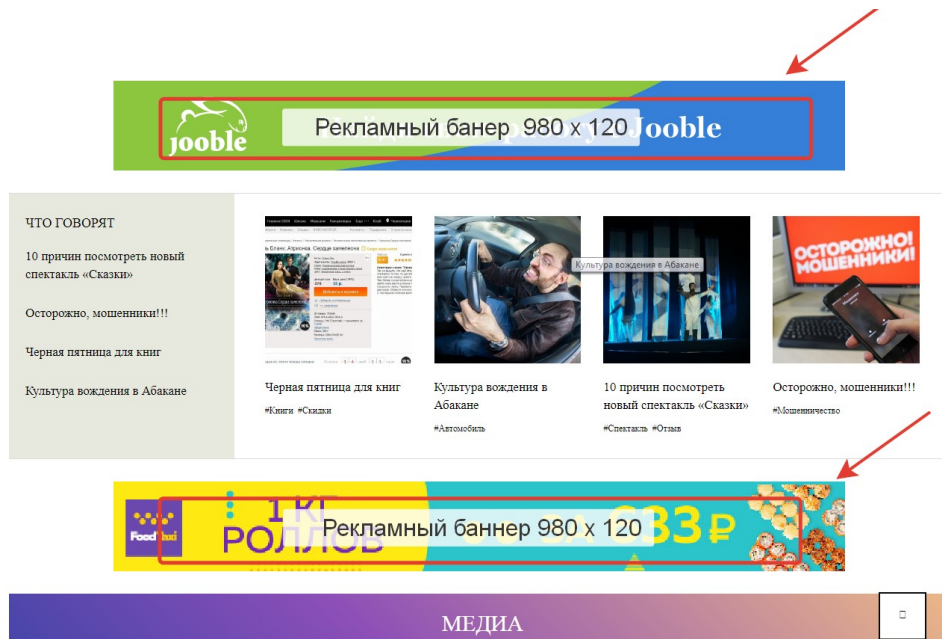 jooble
Рекламный банер 980 x 120
Jooble
ЧТО ГОВОРЯТ
10 причин посмотреть новый
спектакль «Сказки»
Осторожно, мошенники!!!
Черная пятница для книг
Культура вождения в Абакане
Культура вождения в Абакане
ОСТОРОЖНО!
МОШЕННИКИ!
Черная пятница для книг
#Книги #Скидки
Культура вождения в
Абакане
#Автомобиль
10 причин посмотреть
новый спектакль «Сказки»
#Спектакль #Отзыв
Осторожно, мошенники!!!
#Мошенничество
FoodTaxi
1 КГ
РОЛЛОВ
ЗА 633 ₽
Рекламный баннер 980 x 120
МЕДИА